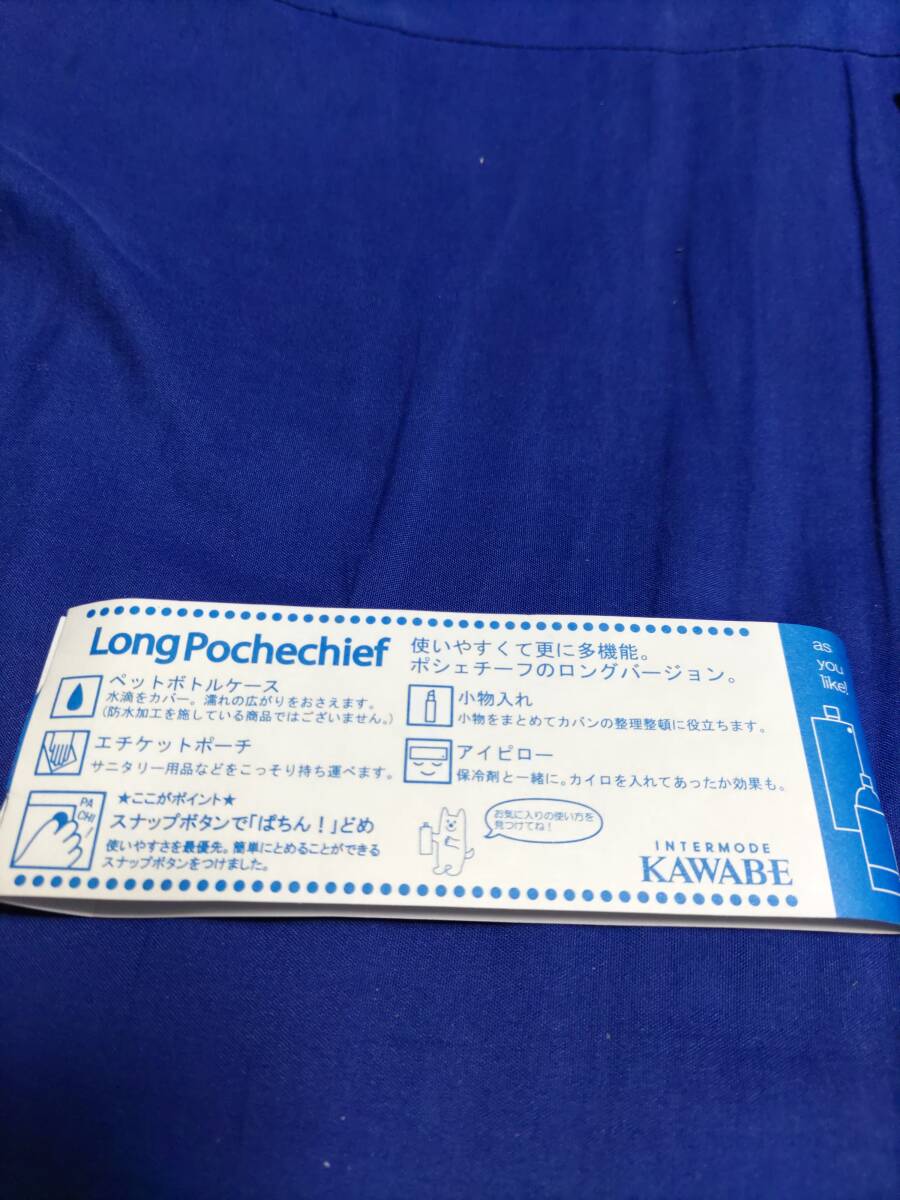 Long Pochechief
使いやすくて更に多機能。
ポシェチーフのロングバージョン。
ペットボトルケース
水滴をカバー。濡れの広がりをおさえます。
(防水加工を施している商品ではございません。)
小物入れ
小物をまとめてカバンの整理整頓に役立ちます。
エチケットポーチ
サニタリー用品などをこっそり持ち運べます。
アイピロー
保冷剤と一緒に。カイロを入れてあったか効果も。
PA
CHI!
★ここがポイント★
スナップボタンで「ぱちん!」どめ
使いやすさを最優先。簡単にとめることができる
スナップボタンをつけました。
お気に入りの使い方を
見つけてね!
INTERMODE
KAWABE
as
you
like!